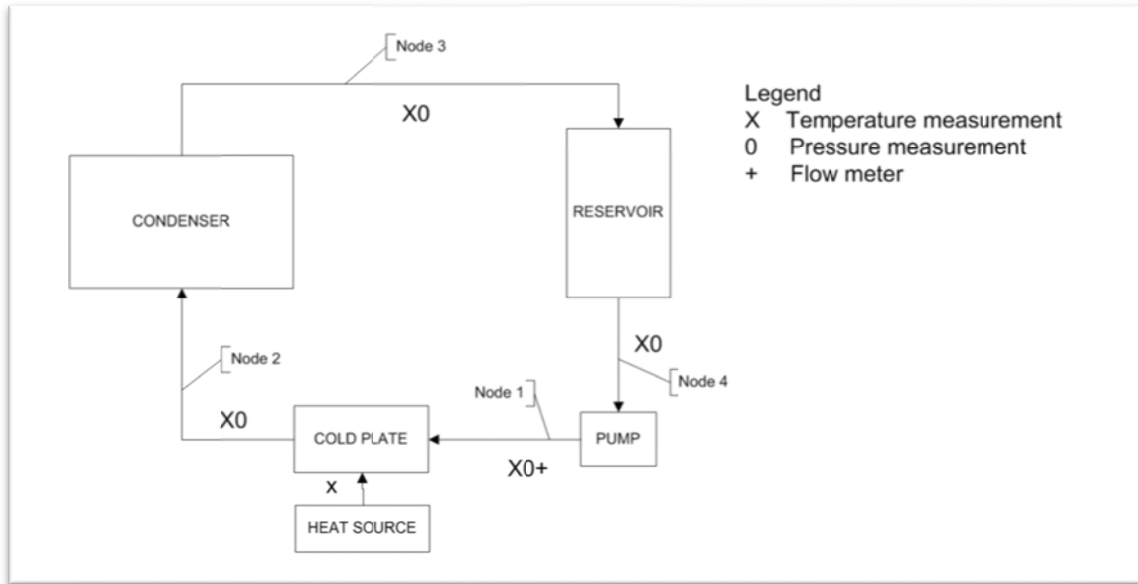 Node 3
X0
Legend
X Temperature measurement
0 Pressure measurement
+ Flow meter
RESERVOIR
CONDENSER
X0
Node 2
Node 4
Node 1
X0
COLD PLATE
PUMP
X0+
x
HEAT SOURCE